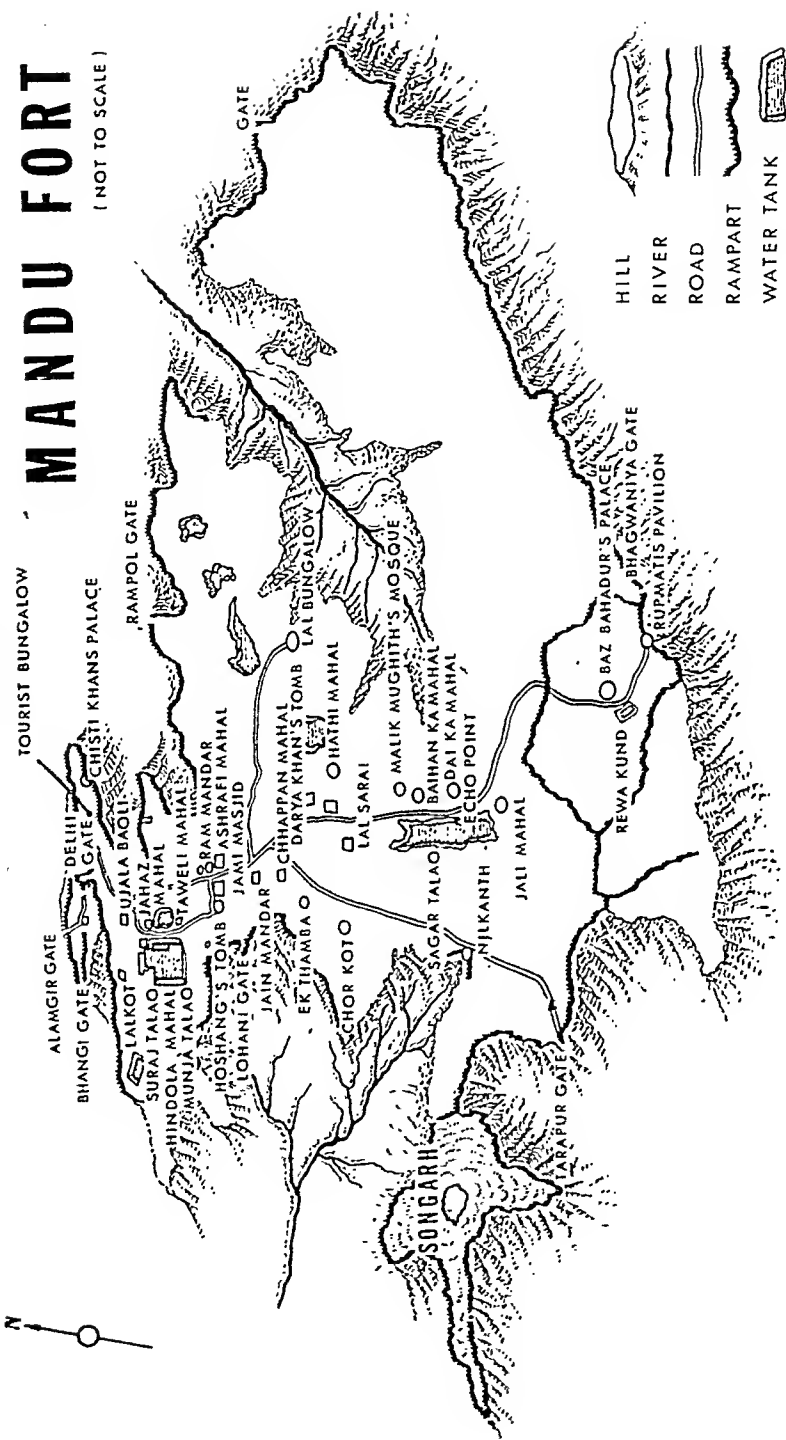 MANDU FORT
( NOT TO SCALE )
TOURIST BUNGALOW
ALAMGIR GATE
DELHI
GATE
CHISTI KHANS PALACE
BHANGI GATE
RAMPOL GATE
GATE
LALKOT
UJALA BAOLI
SURAJ TALAO
JAHAZ
MAHAL
HINDOLA MAHAL
TAWELI MAHAL
MUNJA TALAO
RAM MANDAR
HOSHANG'S TOMB
ASHRAFI MAHAL
LOHANI GATE
JAMI MASJID
JAIN MANDAR
CHHAPPAN MAHAL
LAL BUNGALOW
EK THAMBA
DARYA KHAN'S TOMB
HATHI MAHAL
CHOR KOT
LAL SARAI
MALIK MUGHITH'S MOSQUE
BAIHAN KA MAHAL
SAGAR TALAO
DAI KA MAHAL
ECHO POINT
NILKANTH
JALI MAHAL
SONGARH
TARAPUR GATE
REWA KUND
BAZ BAHADUR'S PALACE
BHAGWANIYA GATE
RUPMATIS PAVILION
HILL
RIVER
ROAD
RAMPART
WATER TANK
N